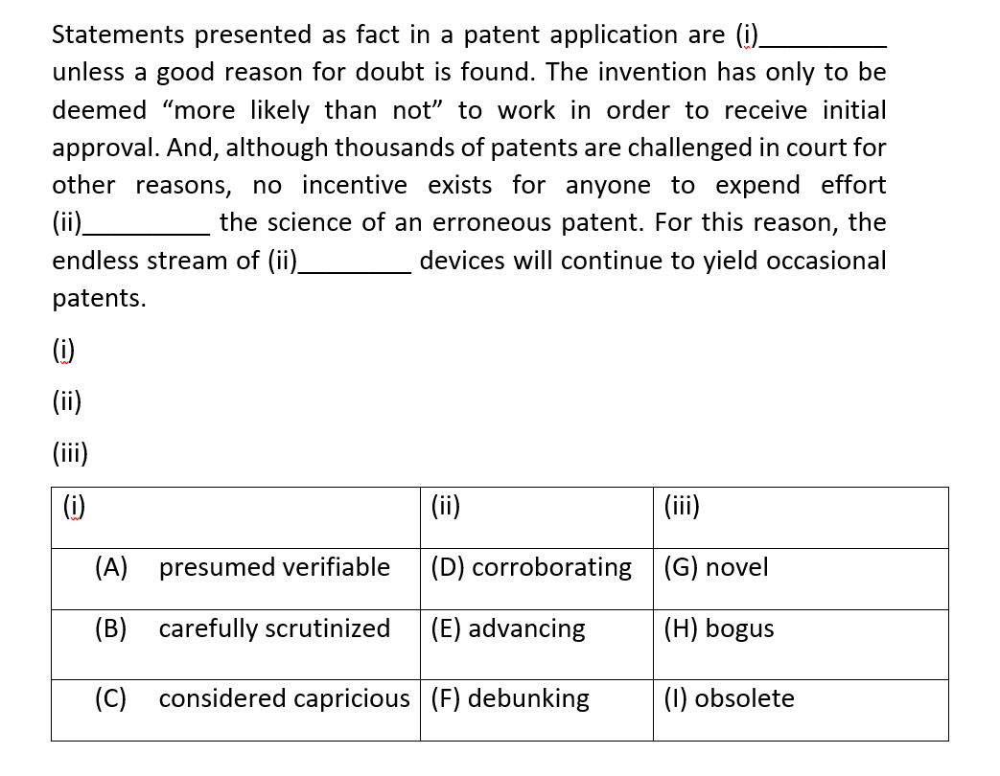 Statements presented as fact in a patent application are (i)_________
unless a good reason for doubt is found. The invention has only to be
deemed “more likely than not” to work in order to receive initial
approval. And, although thousands of patents are challenged in court for
other reasons, no incentive exists for anyone to expend effort
(ii)_________ the science of an erroneous patent. For this reason, the
endless stream of (ii)________ devices will continue to yield occasional
patents.
(i)
(ii)
(iii)
(i) (ii) (iii)
(A) presumed verifiable (D) corroborating (G) novel
(B) carefully scrutinized (E) advancing (H) bogus
(C) considered capricious (F) debunking (I) obsolete